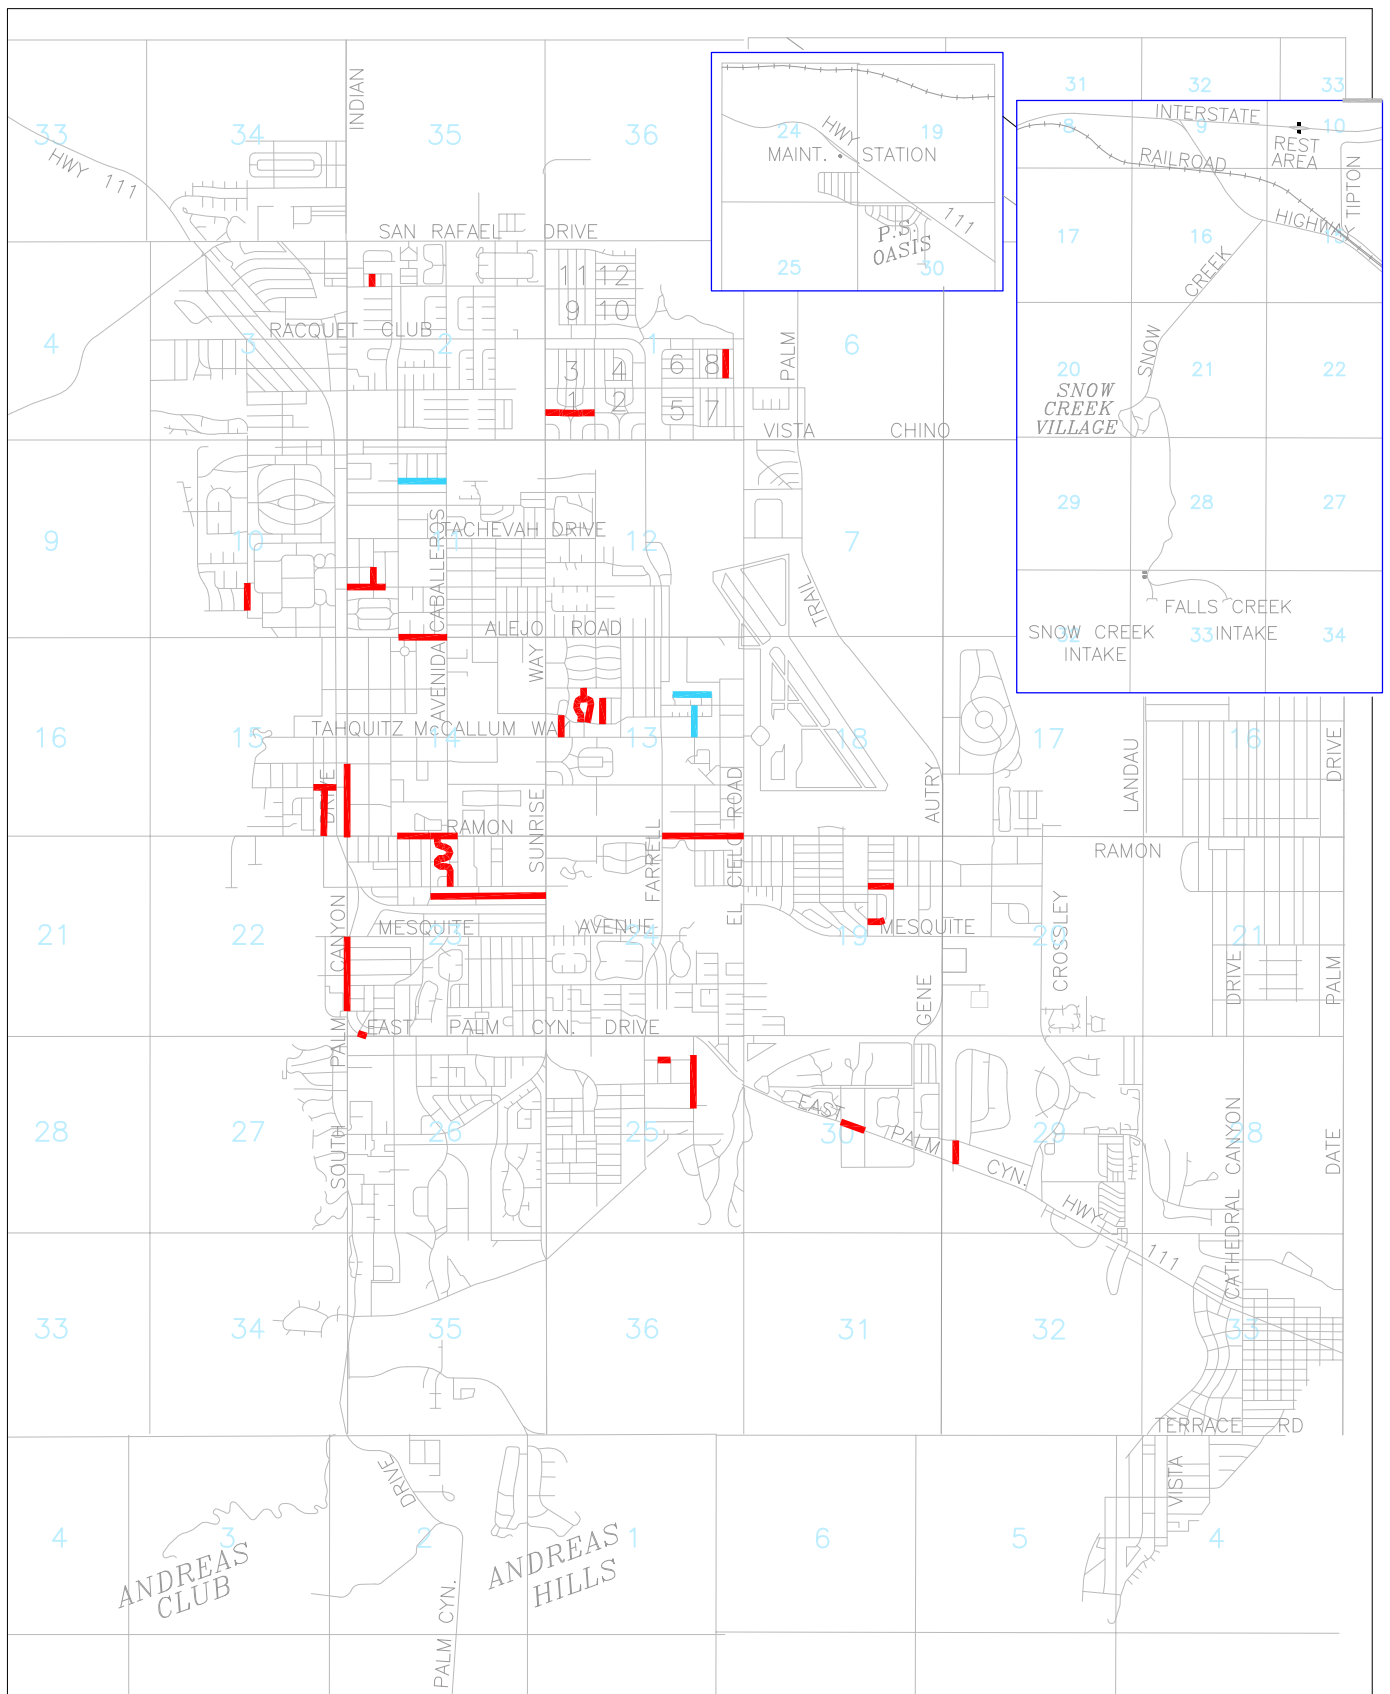 31 32 33
INTERSTATE
8 9 10
33 34 INDIAN 35 36
HWY 111
24 HWY 19
MAINT. STATION
111
P.S.
OASIS
25 30
REST
AREA
RAILROAD
TIPTON
HIGHWAY
17 16 15
CREEK
SNOW
SAN RAFAEL DRIVE
11 12
9 10
RACQUET CLUB
4 3 2 1 PALM 6
3 4 6 8
1 2 5 7
VISTA CHINO
20 21 22
SNOW
CREEK
VILLAGE
29 28 27
FALLS CREEK
INTAKE
SNOW CREEK
INTAKE
32 33 34
TACHEVAH DRIVE
9 10 11 12 7
AVENIDA CABALLEROS
TRAIL
ALEJO ROAD
WAY
TAHQUITZ McCALLUM WAY
16 15 14 13 18 17 16
DRIVE
SUNRISE
ROAD
AUTRY
LANDAU
DRIVE
RAMON
RAMON
FARRELL
EL CIELO
CANYON
MESQUITE AVENUE
MESQUITE
CROSSLEY
21 22 23 24 19 20 21
GENE
DRIVE
PALM
PALM
EAST PALM CYN. DRIVE
28 27 26 25 30 29 28
EAST PALM CYN.
SOUTH
HWY 111
CATHEDRAL CANYON
DATE
33 34 35 36 31 32 33
TERRACE RD
DRIVE
VISTA
4 3 2 1 6 5 4
ANDREAS
CLUB
ANDREAS
HILLS
PALM CYN.